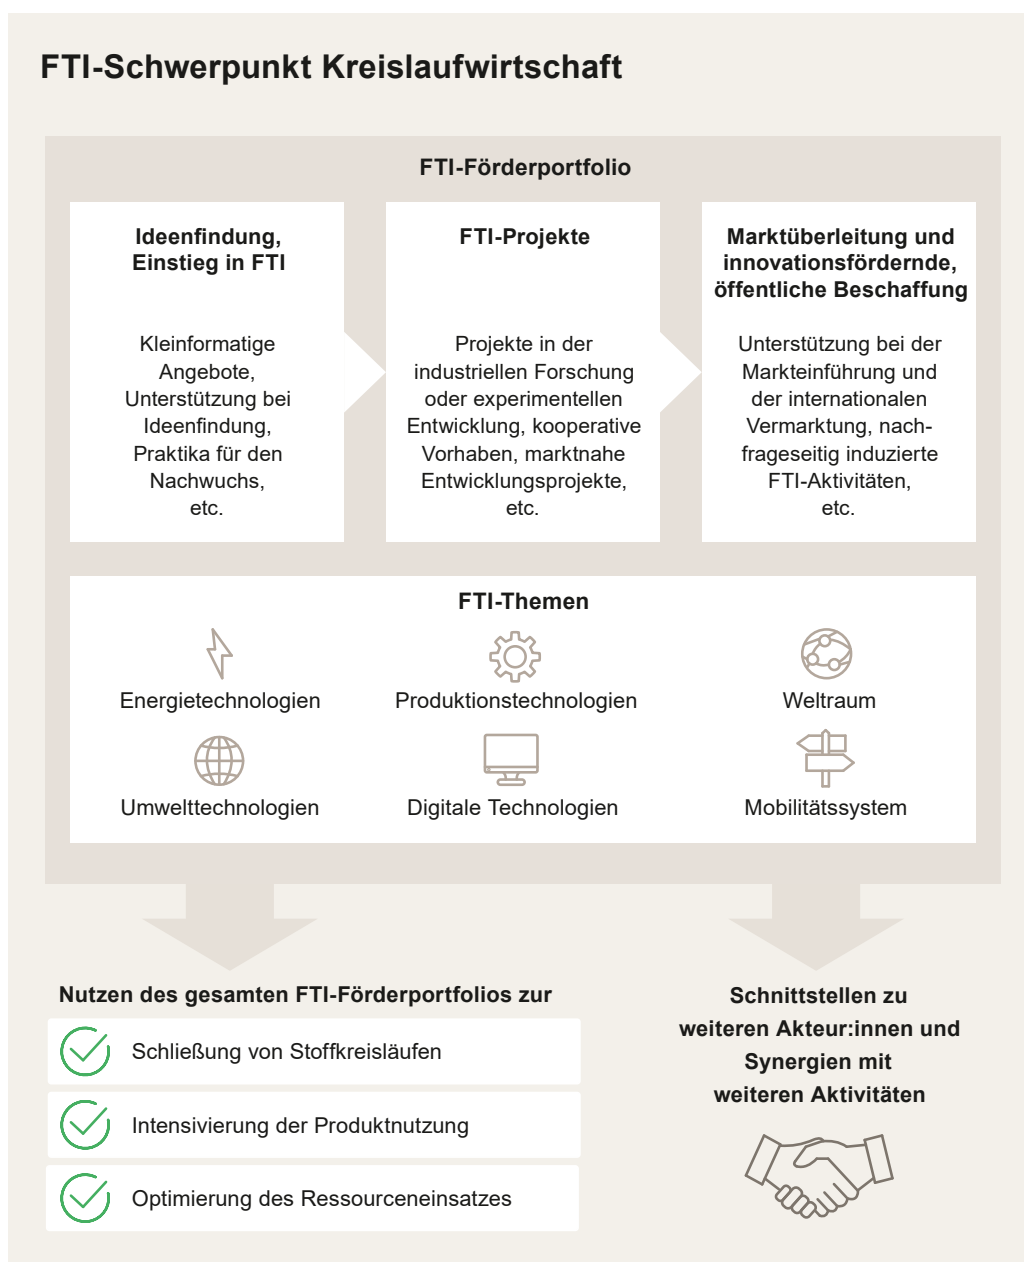 FTI-Schwerpunkt Kreislaufwirtschaft
FTI-Förderportfolio
Ideenfindung,
Einstieg in FTI
Kleinformatige
Angebote,
Unterstützung bei
Ideenfindung,
Praktika für den
Nachwuchs,
etc.
FTI-Projekte
Projekte in der
industriellen Forschung
oder experimentellen
Entwicklung, kooperative
Vorhaben, marktnahe
Entwicklungsprojekte,
etc.
Marktüberleitung und
innovationsfördernde,
öffentliche Beschaffung
Unterstützung bei der
Markteinführung und
der internationalen
Vermarktung, nach-
frageseitig induzierte
FTI-Aktivitäten,
etc.
FTI-Themen
Energietechnologien
Produktionstechnologien
Weltraum
Umwelttechnologien
Digitale Technologien
Mobilitätssystem
Nutzen des gesamten FTI-Förderportfolios zur
Schließung von Stoffkreisläufen
Intensivierung der Produktnutzung
Optimierung des Ressourceneinsatzes
Schnittstellen zu
weiteren Akteur:innen und
Synergien mit
weiteren Aktivitäten